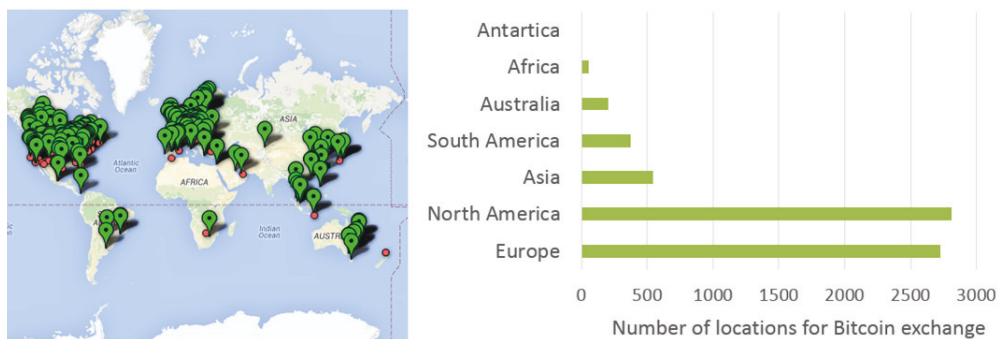 ASIA
Atlantic
Ocean
AFRICA
Indian
Ocean
AUSTR
Antartica
Africa
Australia
South America
Asia
North America
Europe
0 500 1000 1500 2000 2500 3000
Number of locations for Bitcoin exchange